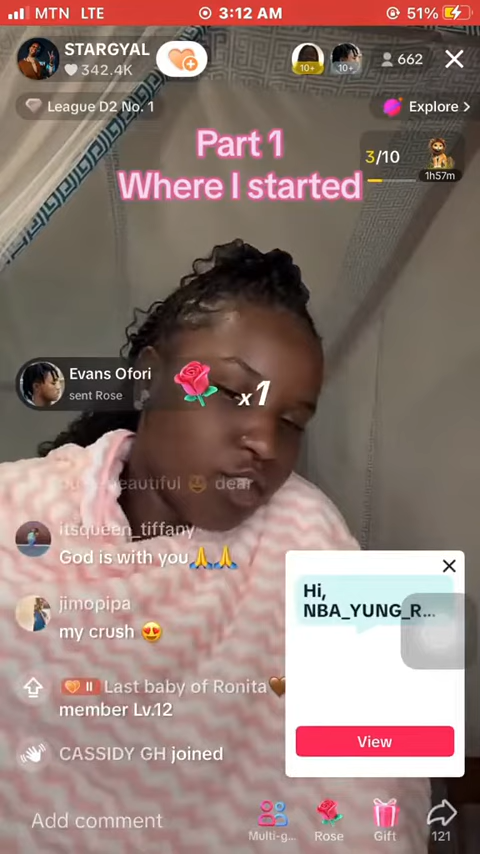 MTN LTE
3:12 AM
51%
STARGYAL
342.4K
10+
10+
662
League D2 No. 1
Explore >
Part 1
Where I started
3/10
1h57m
Evans Ofori
sent Rose
x1
beautiful 🤩 dear
itsqueen_tiffany
God is with you🙏🙏
jimopipa
my crush 😍
Last baby of Ronita🤎
member Lv.12
CASSIDY GH joined
Hi,
NBA_YUNG_R...
View
Add comment
Multi-g...
Rose
Gift
121